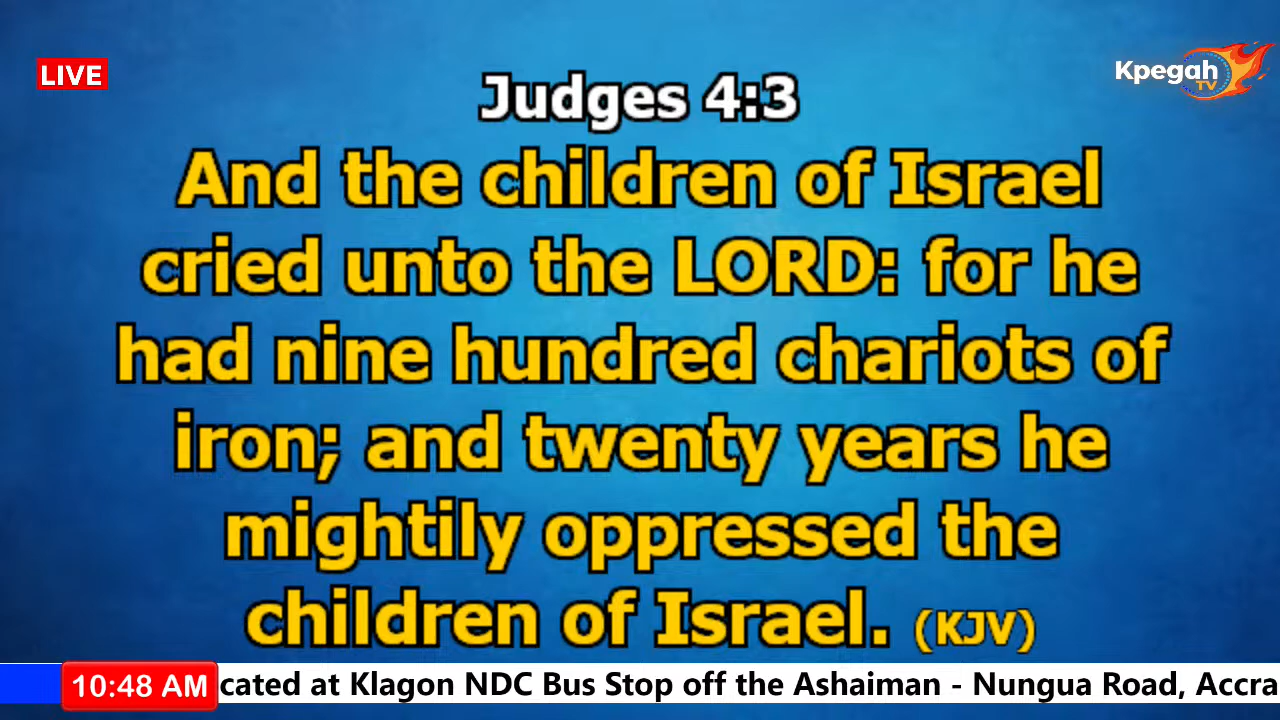 LIVE
Kpegah
TV
Judges 4:3
And the children of Israel
cried unto the LORD: for he
had nine hundred chariots of
iron; and twenty years he
mightily oppressed the
children of Israel. (KJV)
10:48 AM
cated at Klagon NDC Bus Stop off the Ashaiman - Nungua Road, Accra